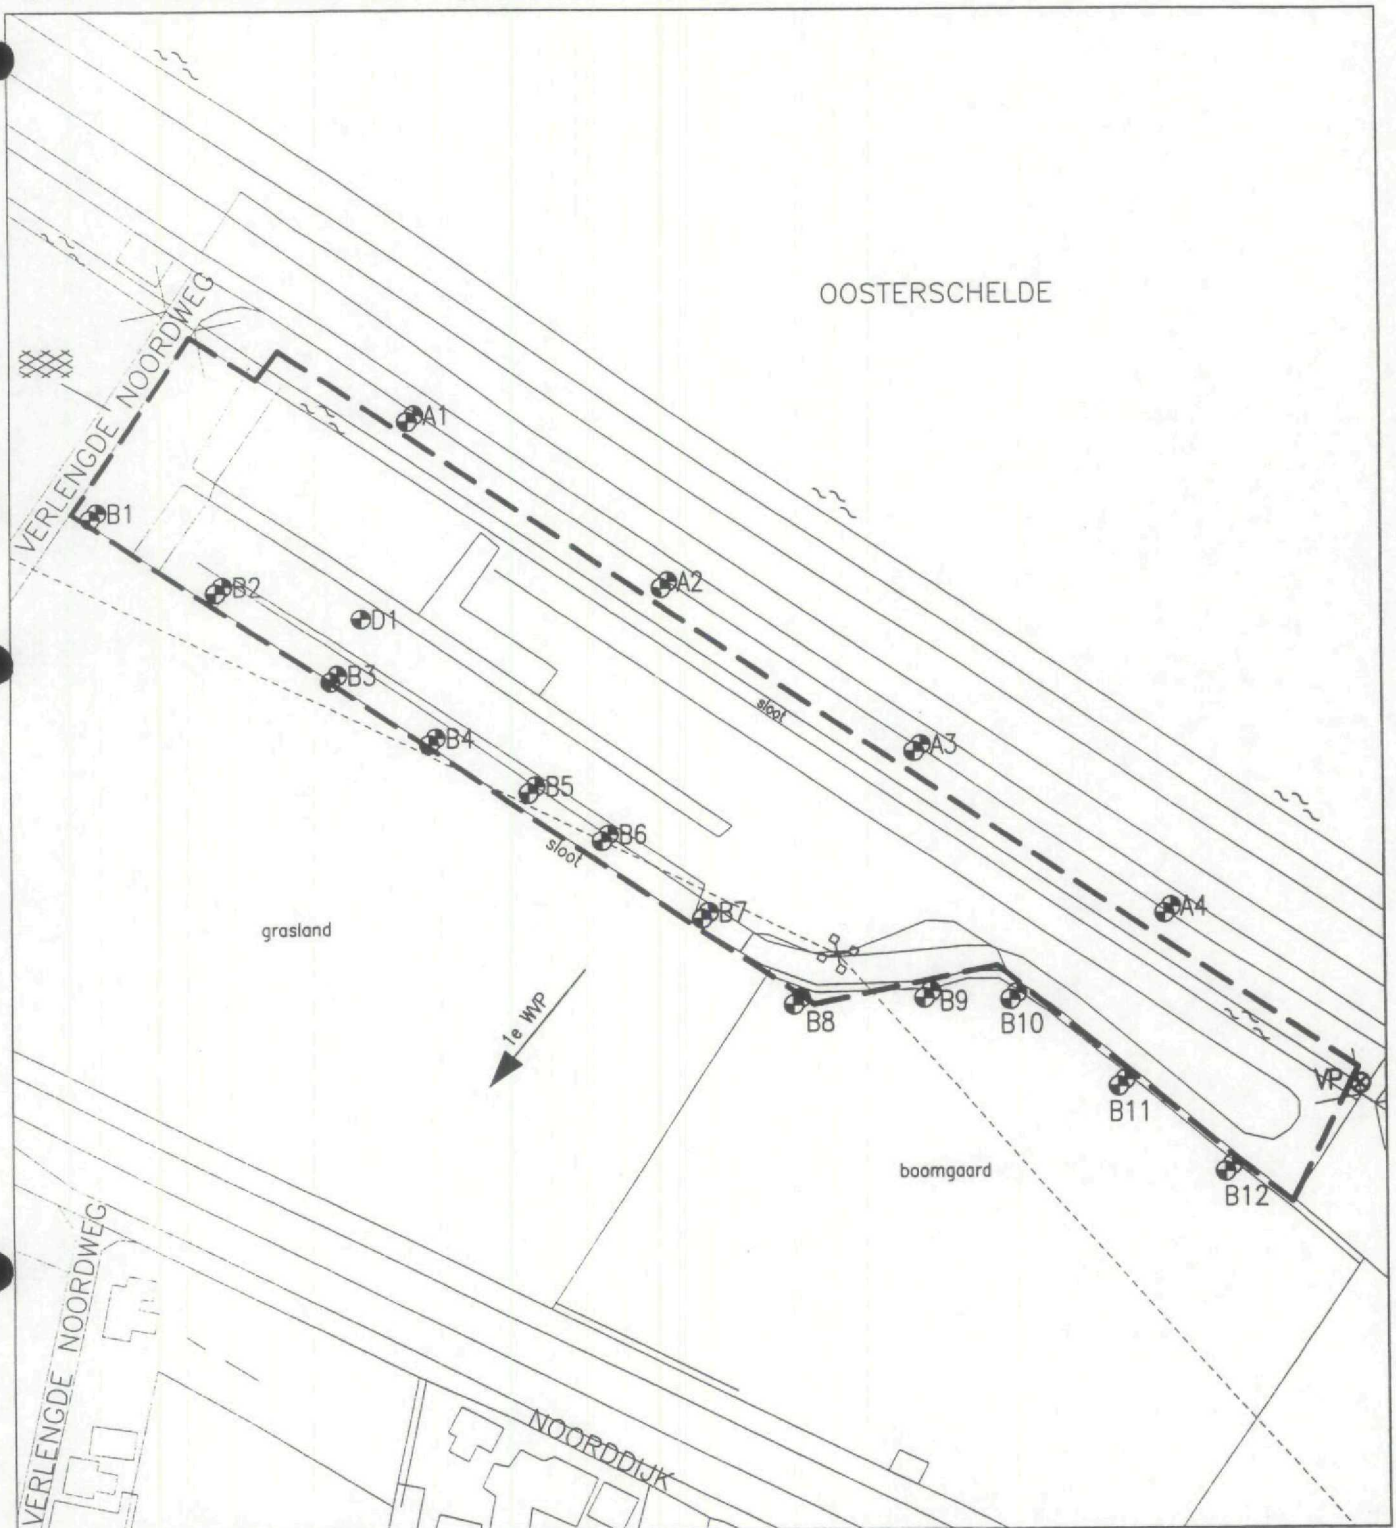 OOSTERSCHELDE
VERLENGDE NOORDWEG
A1
B1
A2
B2
D1
B3
sloot
B4
A3
B5
B6
sloot
A4
B7
grasland
B8
B9
B10
1e WVP
VP
B11
boomgaard
B12
VERLENGDE NOORDWEG
NOORDDIJK